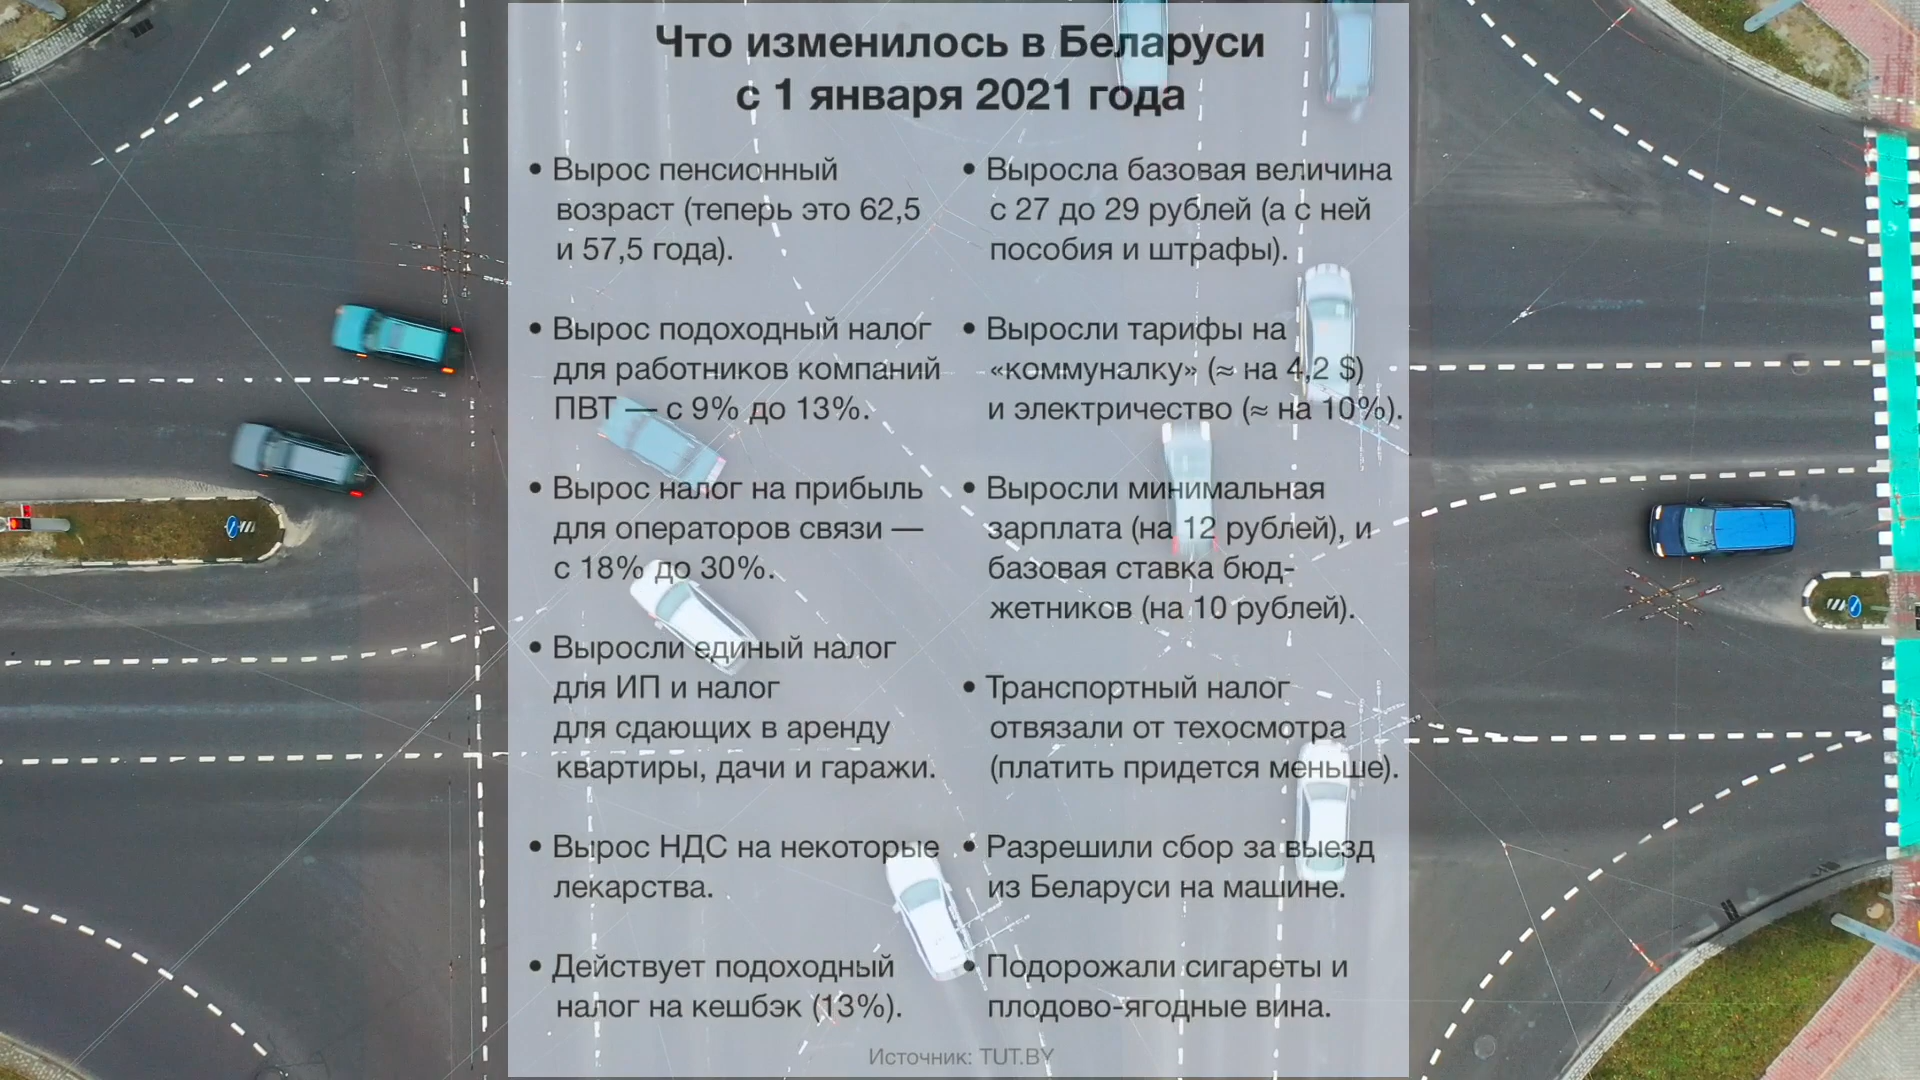 Что изменилось в Беларуси
с 1 января 2021 года
• Вырос пенсионный
возраст (теперь это 62,5
и 57,5 года).
• Вырос подоходный налог
для работников компаний
ПВТ — с 9% до 13%.
• Вырос налог на прибыль
для операторов связи —
с 18% до 30%.
• Выросли единый налог
для ИП и налог
для сдающих в аренду
квартиры, дачи и гаражи.
• Вырос НДС на некоторые
лекарства.
• Действует подоходный
налог на кешбэк (13%).
• Выросла базовая величина
с 27 до 29 рублей (а с ней
пособия и штрафы).
• Выросли тарифы на
«коммуналку» (≈ на 4,2 $)
и электричество (≈ на 10%).
• Выросли минимальная
зарплата (на 12 рублей), и
базовая ставка бюд-
жетников (на 10 рублей).
• Транспортный налог
отвязали от техосмотра
(платить придется меньше).
• Разрешили сбор за выезд
из Беларуси на машине.
• Подорожали сигареты и
плодово-ягодные вина.
Источник: TUT.BY